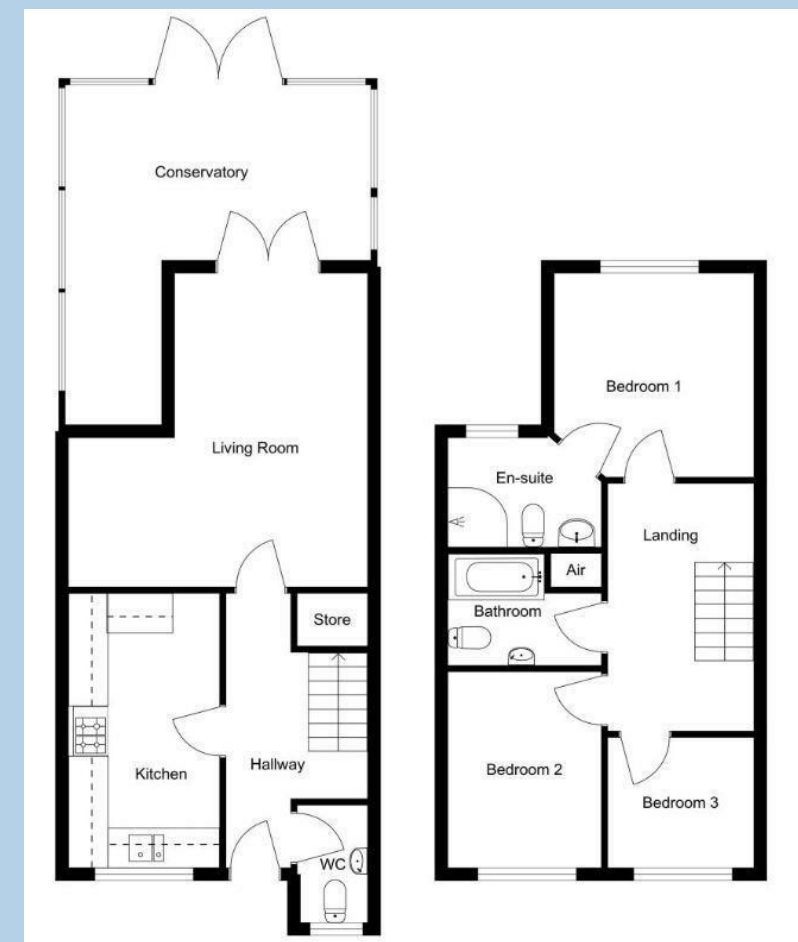 Conservatory
Living Room
Store
Kitchen
Hallway
WC
Bedroom 1
En-suite
Landing
Air
Bathroom
Bedroom 2
Bedroom 3